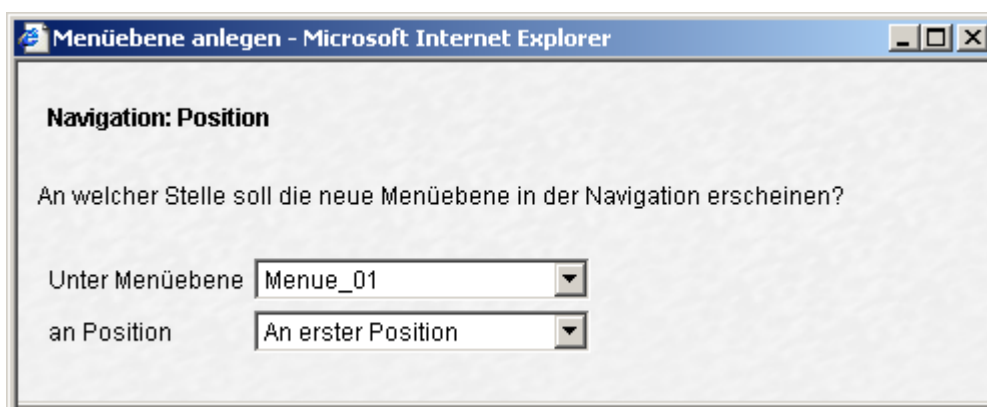 Menüebene anlegen - Microsoft Internet Explorer
Navigation: Position
An welcher Stelle soll die neue Menüebene in der Navigation erscheinen?
Unter Menüebene Menue_01
an Position An erster Position